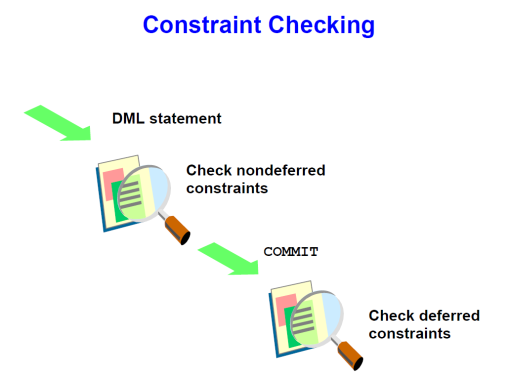 Constraint Checking
DML statement
Check nondeferred
constraints
COMMIT
Check deferred
constraints